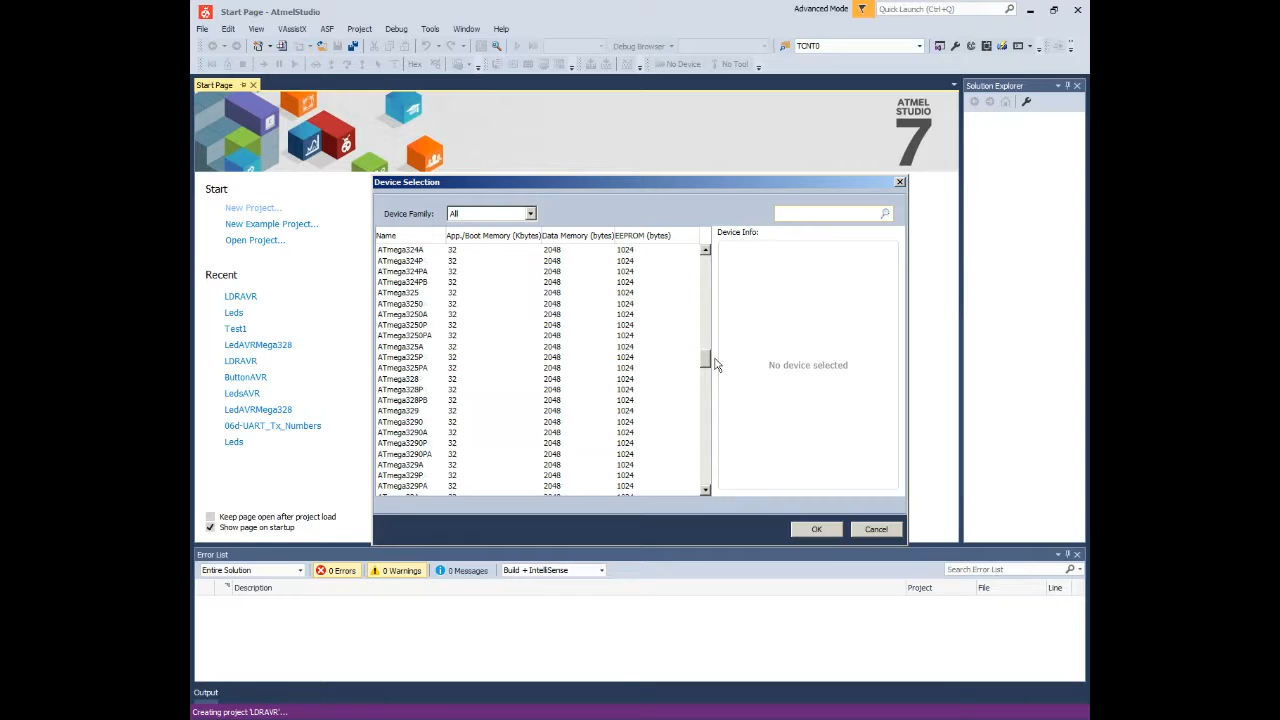 Start Page - AtmelStudio
Advanced Mode
Quick Launch (Ctrl+Q)
File Edit View VAssistX ASF Project Debug Tools Window Help
Debug Browser
TCNT0
Hex
No Device
No Tool
Start Page
Solution Explorer
ATMEL
STUDIO
7
Start
New Project...
New Example Project...
Open Project...
Recent
LDRAVR
Leds
Test1
LedAVRMega328
LDRAVR
ButtonAVR
LedsAVR
LedAVRMega328
06d-UART_Tx_Numbers
Leds
Keep page open after project load
Show page on startup
Device Selection
Device Family: All
Name App./Boot Memory (Kbytes) Data Memory (bytes) EEPROM (bytes)
ATmega324A 32 2048 1024
ATmega324P 32 2048 1024
ATmega324PA 32 2048 1024
ATmega324PB 32 2048 1024
ATmega325 32 2048 1024
ATmega3250 32 2048 1024
ATmega3250A 32 2048 1024
ATmega3250P 32 2048 1024
ATmega3250PA 32 2048 1024
ATmega325A 32 2048 1024
ATmega325P 32 2048 1024
ATmega325PA 32 2048 1024
ATmega328 32 2048 1024
ATmega328P 32 2048 1024
ATmega328PB 32 2048 1024
ATmega329 32 2048 1024
ATmega3290 32 2048 1024
ATmega3290A 32 2048 1024
ATmega3290P 32 2048 1024
ATmega3290PA 32 2048 1024
ATmega329A 32 2048 1024
ATmega329P 32 2048 1024
ATmega329PA 32 2048 1024
Device Info:
No device selected
OK
Cancel
Error List
Entire Solution
0 Errors
0 Warnings
0 Messages
Build + IntelliSense
Search Error List
Description Project File Line
Output
Creating project 'LDRAVR'...